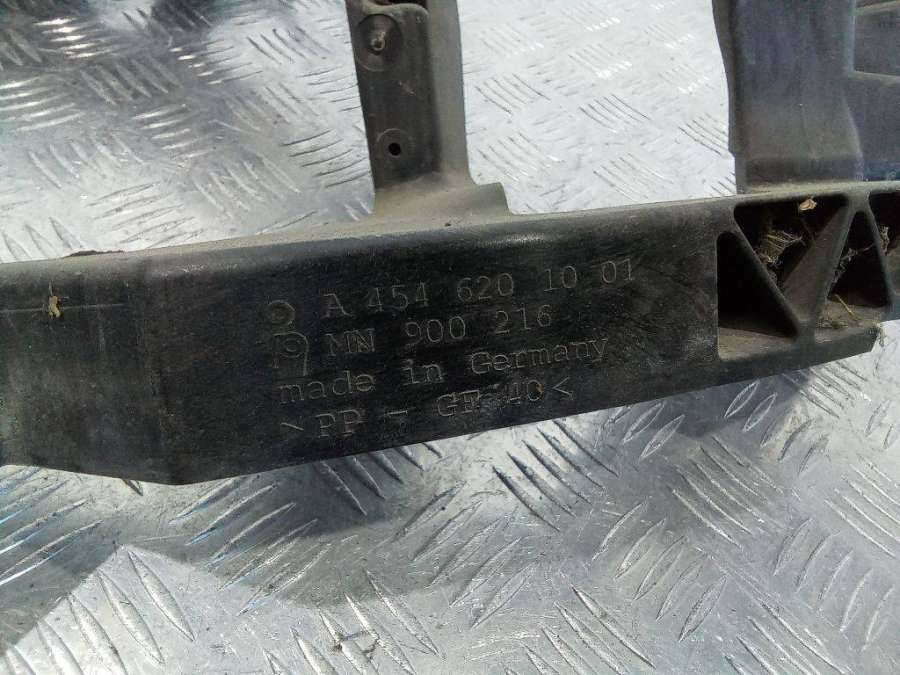 A 454 620 10 01
MN 900 216
made in Germany
>PP - GF 40<